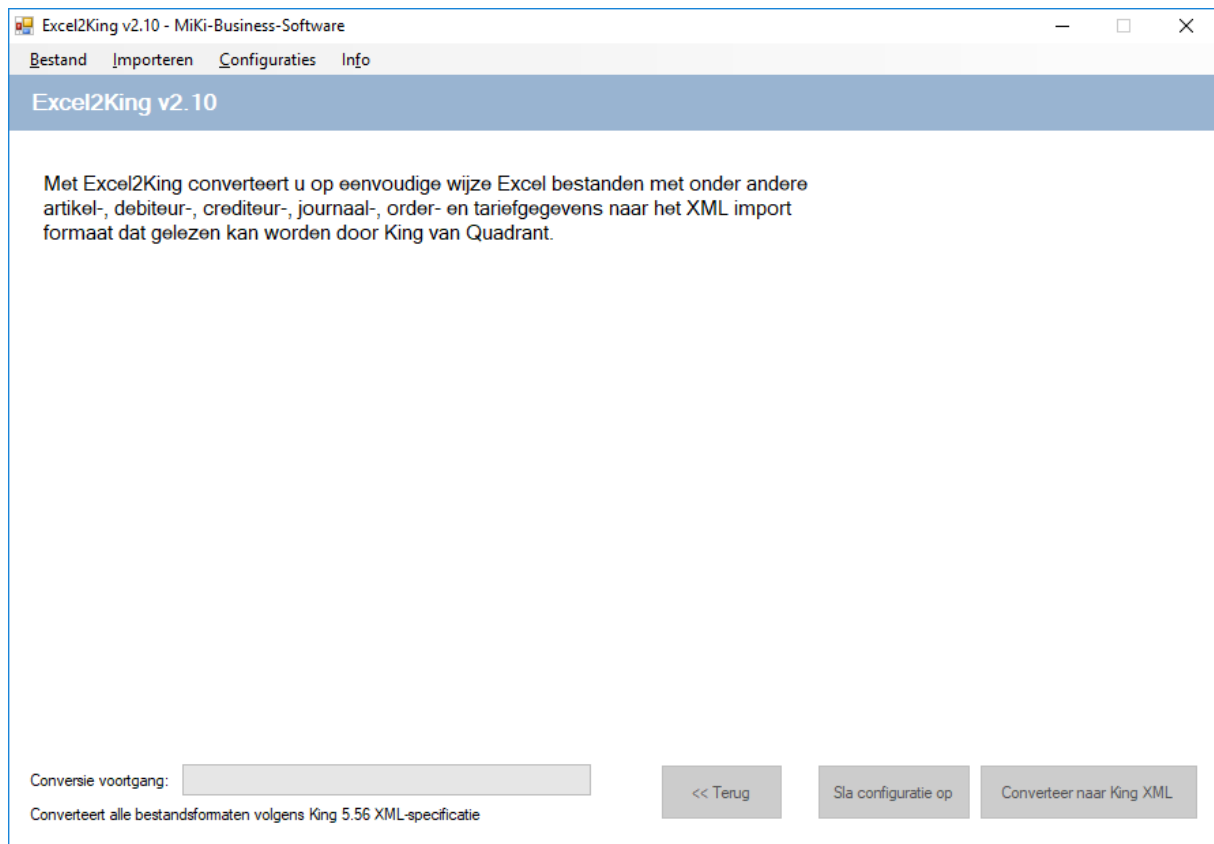 Excel2King v2.10 - MiKi-Business-Software
Bestand Importeren Configuraties Info
Excel2King v2.10
Met Excel2King converteert u op eenvoudige wijze Excel bestanden met onder andere
artikel-, debiteur-, crediteur-, journaal-, order- en tariefgegevens naar het XML import
formaat dat gelezen kan worden door King van Quadrant.
Conversie voortgang:
<< Terug
Sla configuratie op
Converteer naar King XML
Converteert alle bestandsformaten volgens King 5.56 XML-specificatie